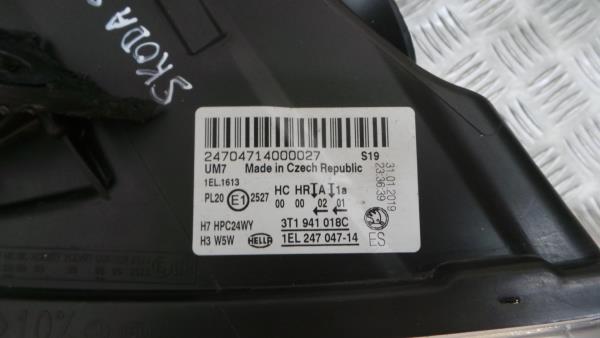 SKODA
24704714000027 S19
UM7 Made in Czech Republic
31.01.2019
23:36:39
1EL.1613
PL20 E1 2527 HC HR A 1a
00 00 02 01
H7 HPC24WY 3T1 941 018C
H3 W5W HELLA 1EL 247 047-14 ES
>10%